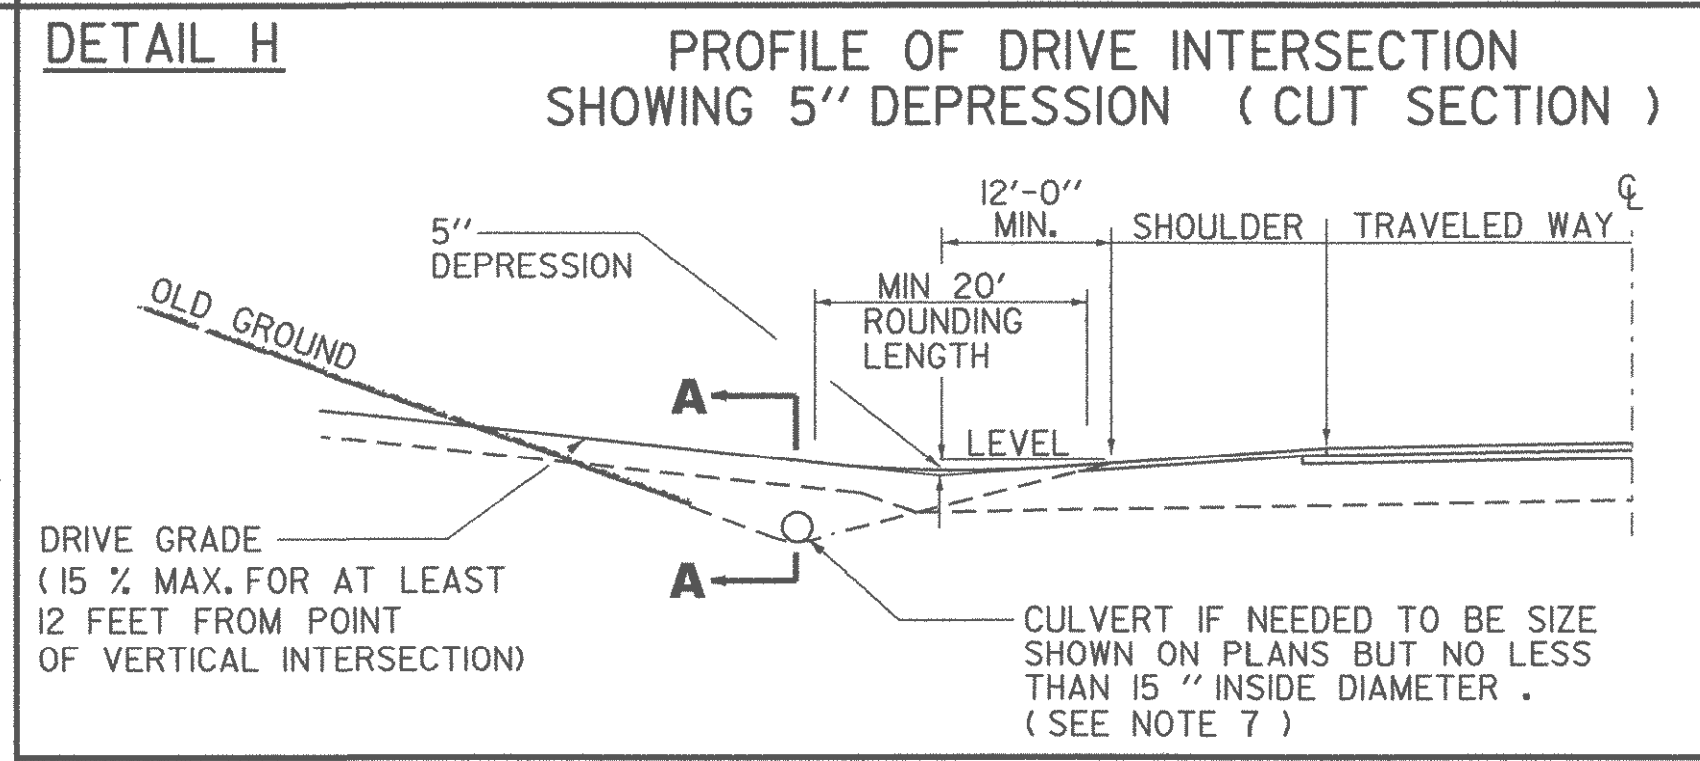 DETAIL H
PROFILE OF DRIVE INTERSECTION
SHOWING 5'' DEPRESSION ( CUT SECTION )
12'-0''
MIN.
SHOULDER
TRAVELED WAY
℄
5''
DEPRESSION
MIN 20'
ROUNDING
LENGTH
OLD GROUND
A
LEVEL
A
DRIVE GRADE
(15 % MAX. FOR AT LEAST
12 FEET FROM POINT
OF VERTICAL INTERSECTION)
CULVERT IF NEEDED TO BE SIZE
SHOWN ON PLANS BUT NO LESS
THAN 15 '' INSIDE DIAMETER .
( SEE NOTE 7 )